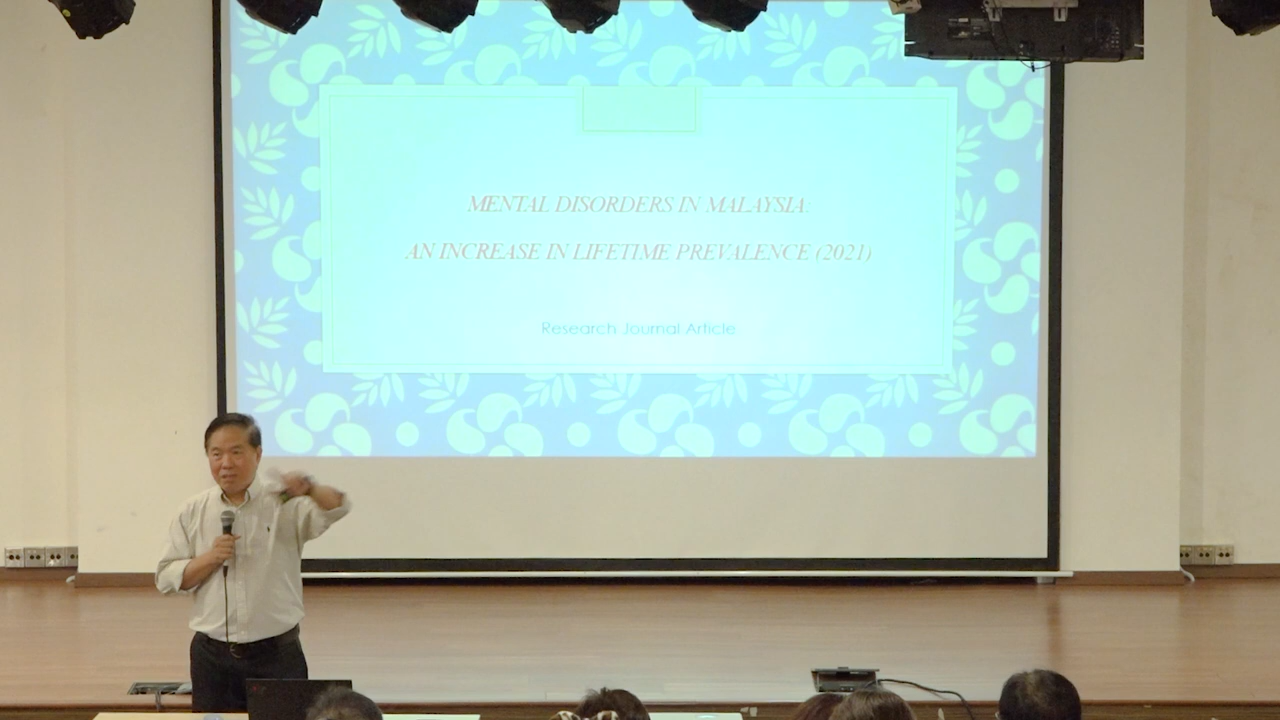 MENTAL DISORDERS IN MALAYSIA:
AN INCREASE IN LIFETIME PREVALENCE (2021)
Research Journal Article